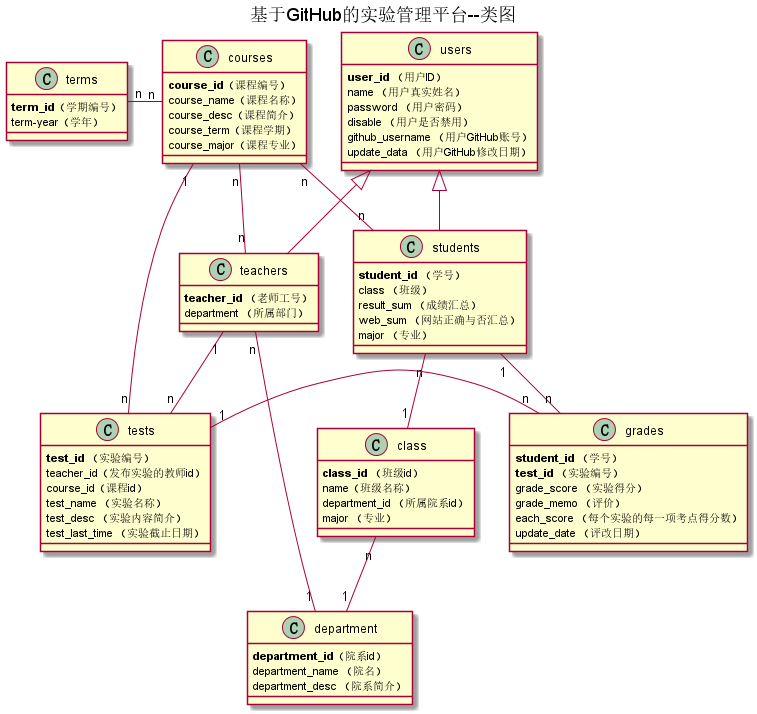 基于GitHub的实验管理平台--类图
C terms
term_id（学期编号）
term-year（学年）
n n
C courses
course_id（课程编号）
course_name（课程名称）
course_desc（课程简介）
course_term（课程学期）
course_major（课程专业）
C users
user_id （用户ID）
name （用户真实姓名）
password （用户密码）
disable （用户是否禁用）
github_username （用户GitHub账号）
update_data （用户GitHub修改日期）
1 n n
n n
C teachers
teacher_id （老师工号）
department （所属部门）
C students
student_id （学号）
class （班级）
result_sum （成绩汇总）
web_sum （网站正确与否汇总）
major （专业）
1 n n 1
n n 1 1 n n
C tests
test_id （实验编号）
teacher_id（发布实验的教师id）
course_id（课程id）
test_name （实验名称）
test_desc （实验内容简介）
test_last_time （实验截止日期）
C class
class_id （班级id）
name（班级名称）
department_id （所属院系id）
major （专业）
C grades
student_id （学号）
test_id （实验编号）
grade_score （实验得分）
grade_memo （评价）
each_score （每个实验的每一项考点得分数）
update_date （评改日期）
n
1 1
C department
department_id（院系id）
department_name （院名）
department_desc （院系简介）